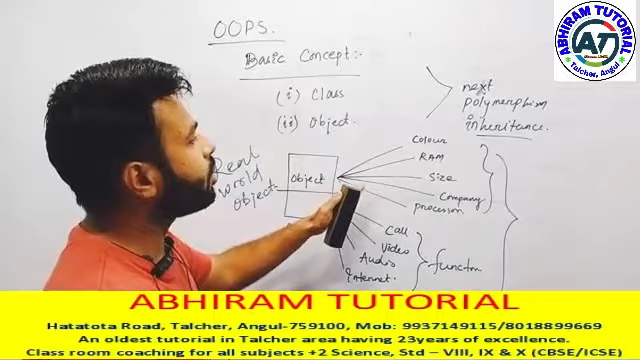 OOPS.
Basic Concept:-
(i) Class
(ii) Object.
next
polymorphism
inheritance.
Real
World
Object.
Object
Colour
RAM
Size
Company
processor.
Call
Video
Audio
Internet.
functn
ABHIRAM TUTORIAL
AT
Talcher, Angul
ABHIRAM TUTORIAL
Hatatota Road, Talcher, Angul-759100, Mob: 9937149115/8018899669
An oldest tutorial in Talcher area having 23years of excellence.
Class room coaching for all subjects +2 Science, Std – VIII, IX & X (CBSE/ICSE)